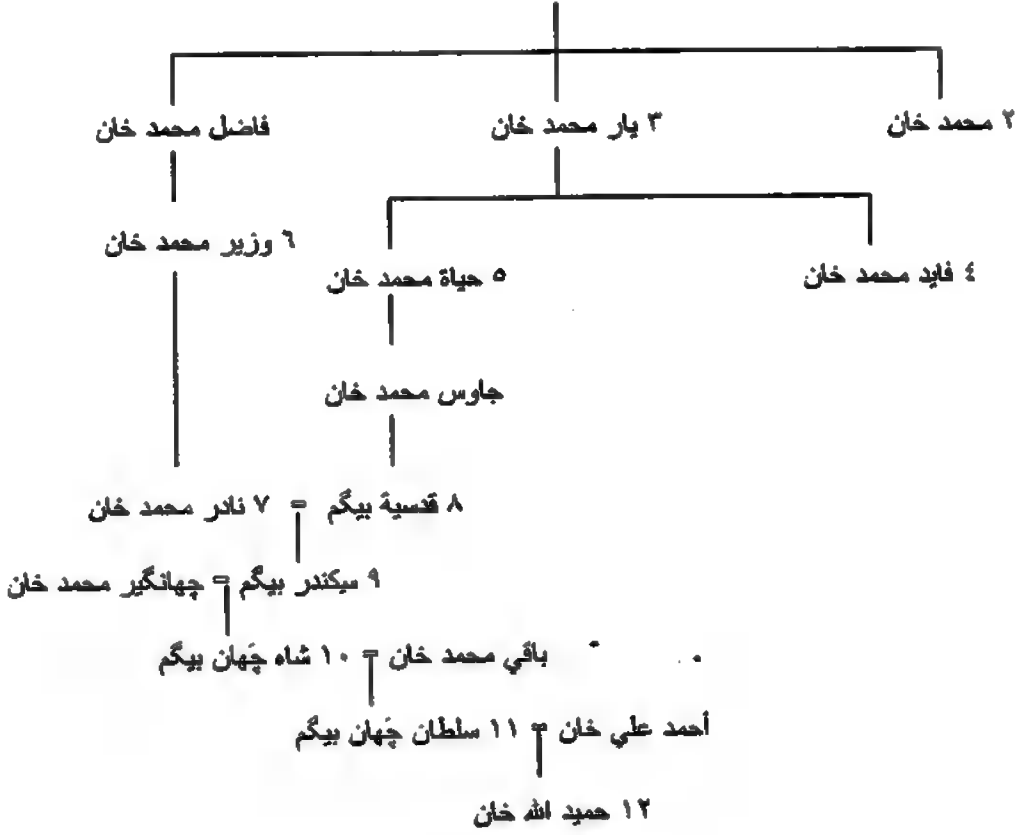 ٢ محمد خان ٣ يار محمد خان فاضل محمد خان
٦ وزير محمد خان
٤ فايد محمد خان ٥ حياة محمد خان
جاوس محمد خان
٨ قدسية بيگم = ٧ نادر محمد خان
٩ سيكندر بيگم = جهانگير محمد خان
باقي محمد خان = ١٠ شاه جَهان بيگم
أحمد علي خان = ١١ سلطان جَهان بيگم
١٢ حميد الله خان